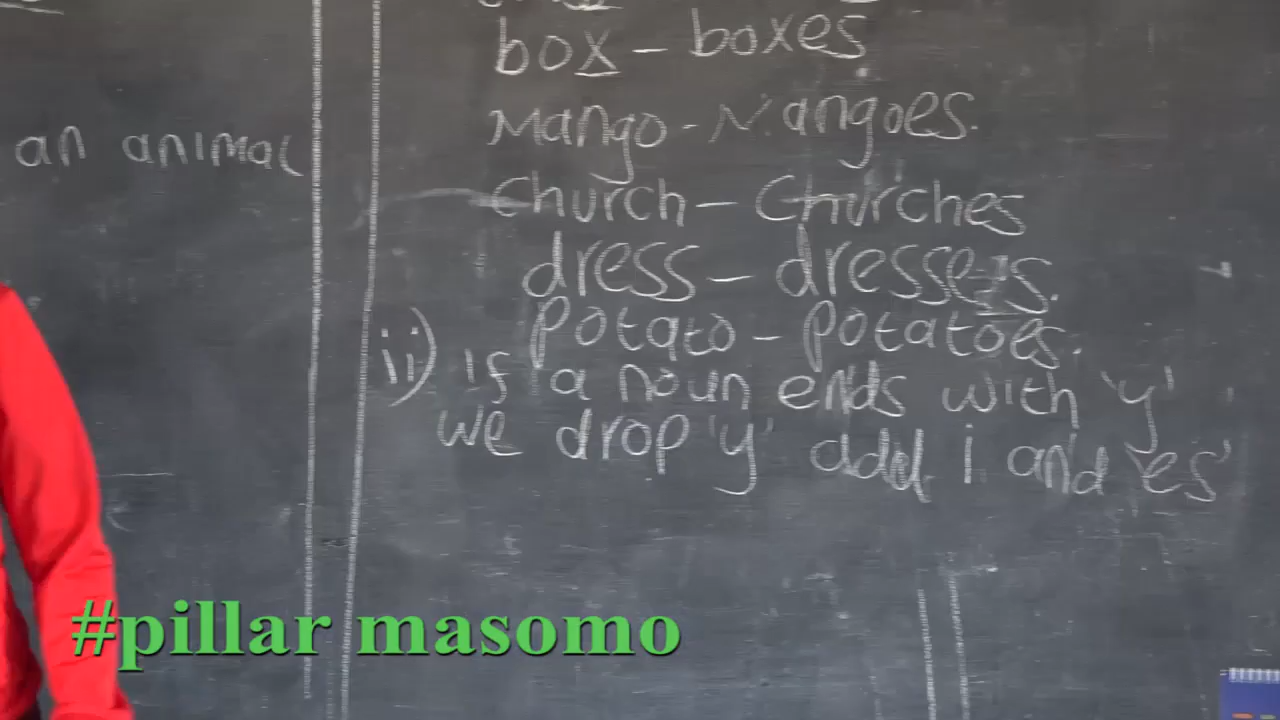 box - boxes
Mango - Mangoes.
Church - Churches
dress - dresses.
Potato - Potatoes.
ii) if a noun ends with 'y'
we drop 'y' add i and 'es'
an animal
#pillar masomo